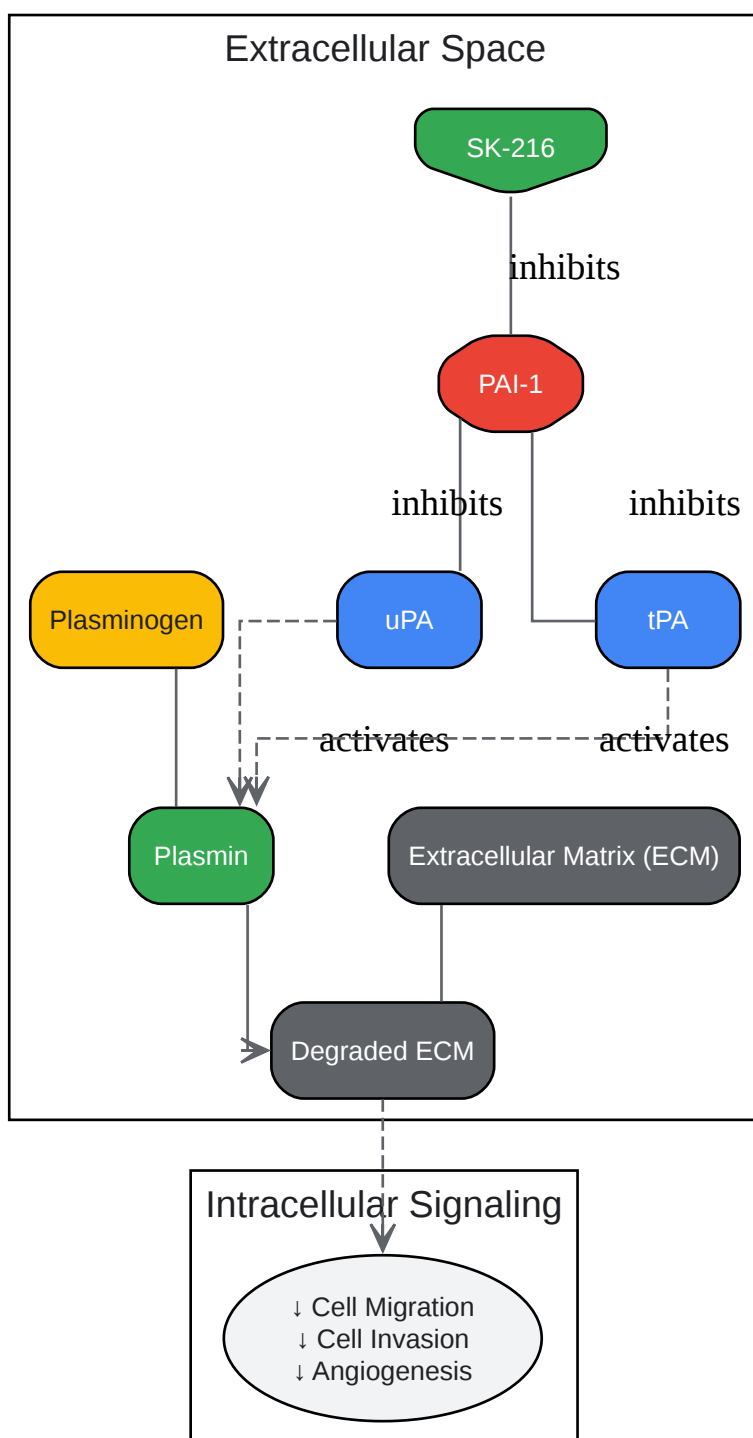 Extracellular Space
SK-216
inhibits
PAI-1
inhibits
inhibits
Plasminogen
uPA
tPA
activates
activates
Plasmin
Extracellular Matrix (ECM)
Degraded ECM
Intracellular Signaling
↓ Cell Migration
↓ Cell Invasion
↓ Angiogenesis